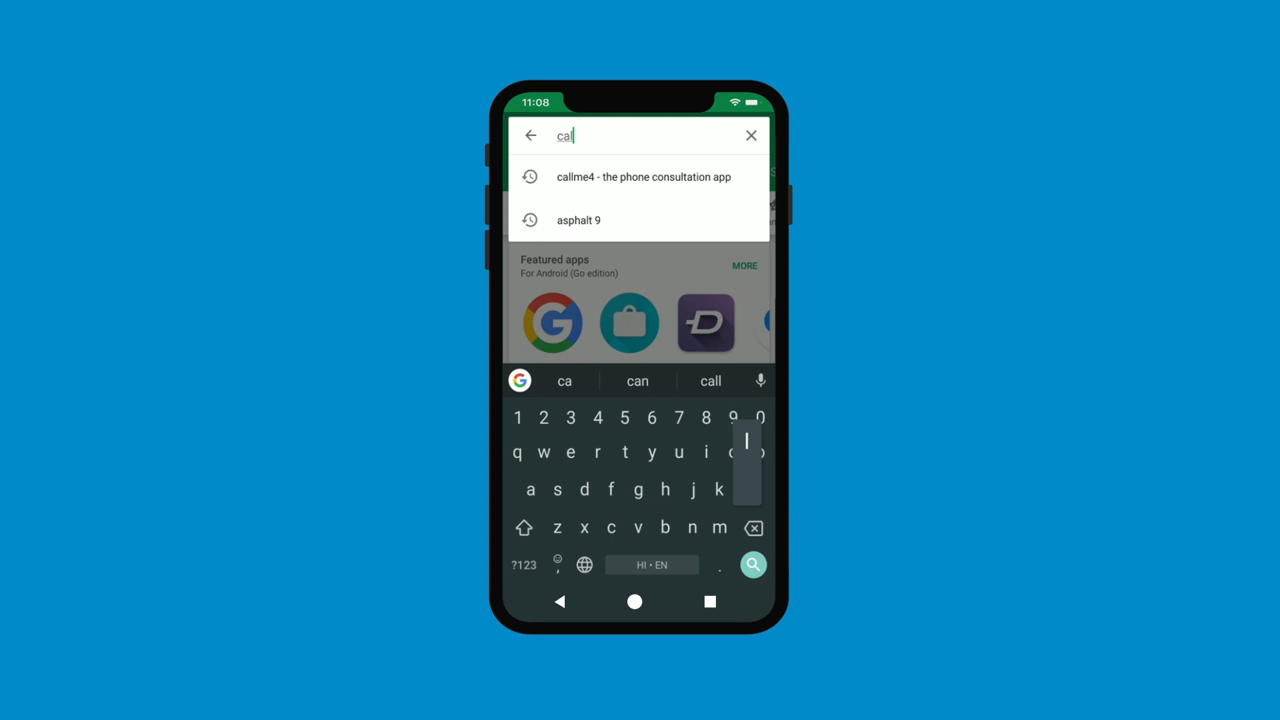 11:08
cal
callme4 - the phone consultation app
asphalt 9
Featured apps
For Android (Go edition)
MORE
ca can call
1 2 3 4 5 6 7 8 9 0
q w e r t y u i
l
a s d f g h j k
z x c v b n m
?123 , HI • EN .